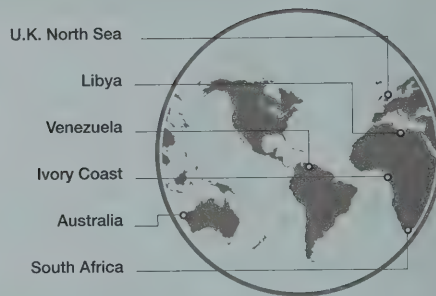 U.K. North Sea
Libya
Venezuela
Ivory Coast
Australia
South Africa